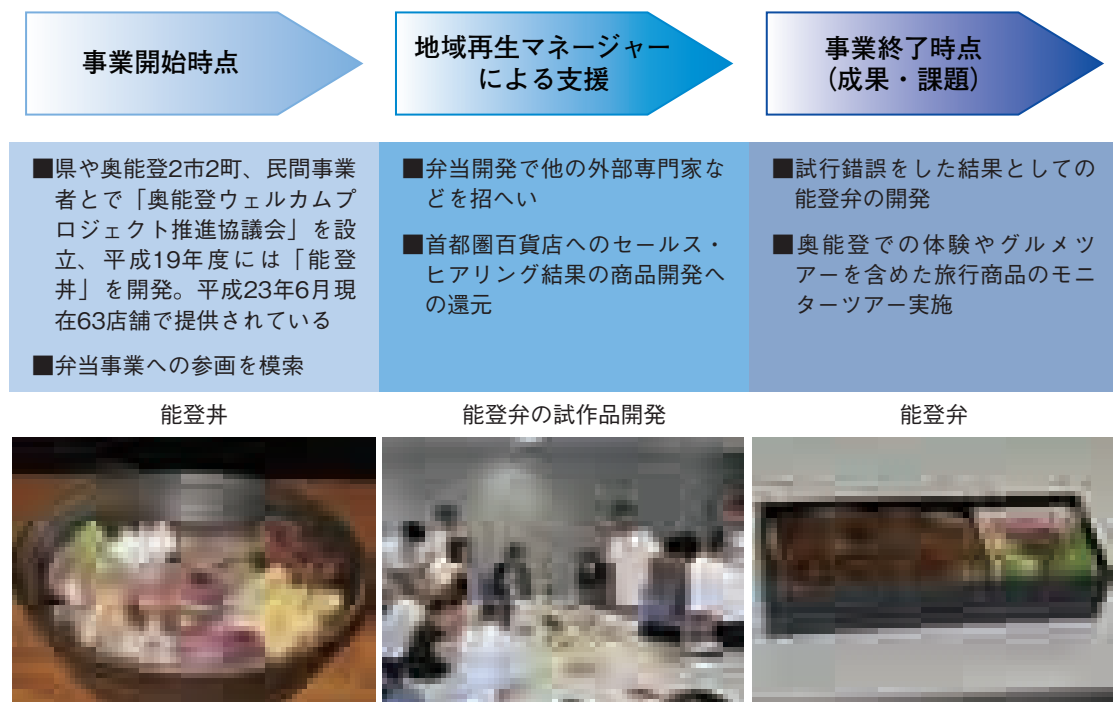 事業開始時点
地域再生マネージャー
による支援
事業終了時点
（成果・課題）
■県や奥能登2市2町、民間事業
者とで「奥能登ウェルカムプ
ロジェクト推進協議会」を設
立、平成19年度には「能登
丼」を開発。平成23年6月現
在63店舗で提供されている
■弁当事業への参画を模索
■弁当開発で他の外部専門家な
どを招へい
■首都圏百貨店へのセールス・
ヒアリング結果の商品開発へ
の還元
■試行錯誤をした結果としての
能登弁の開発
■奥能登での体験やグルメツ
アーを含めた旅行商品のモニ
ターツアー実施
能登丼
能登弁の試作品開発
能登弁